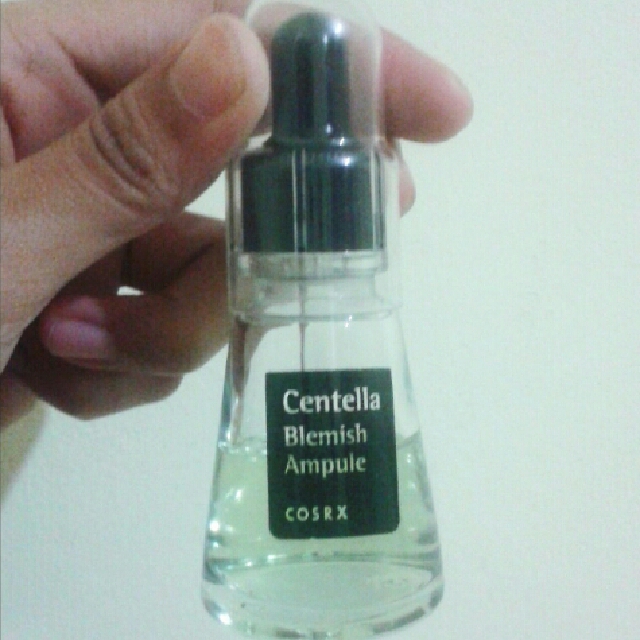 Centella
Blemish
Ampule
COSRX